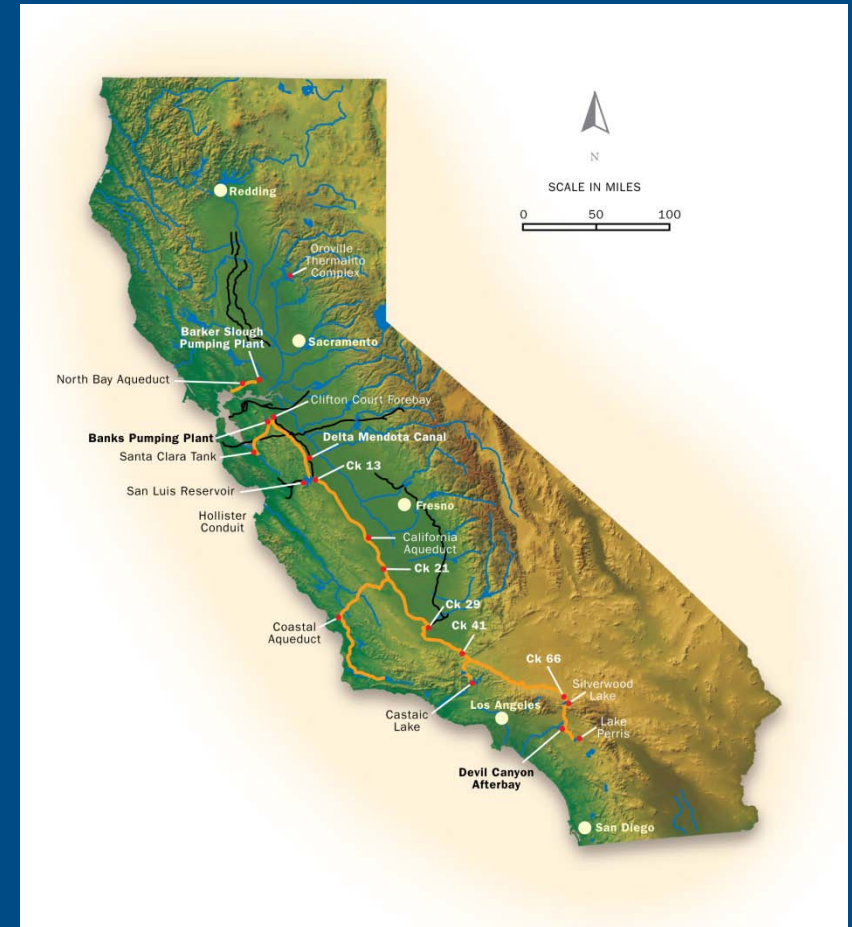 N
SCALE IN MILES
0 50 100
Redding
Oroville -
Thermalito
Complex
Barker Slough
Pumping Plant
Sacramento
North Bay Aqueduct
Clifton Court Forebay
Banks Pumping Plant
Delta Mendota Canal
Santa Clara Tank
Ck 13
San Luis Reservoir
Fresno
Hollister
Conduit
California
Aqueduct
Ck 21
Ck 29
Coastal
Aqueduct
Ck 41
Ck 66
Silverwood
Lake
Los Angeles
Castaic
Lake
Lake
Perris
Devil Canyon
Afterbay
San Diego